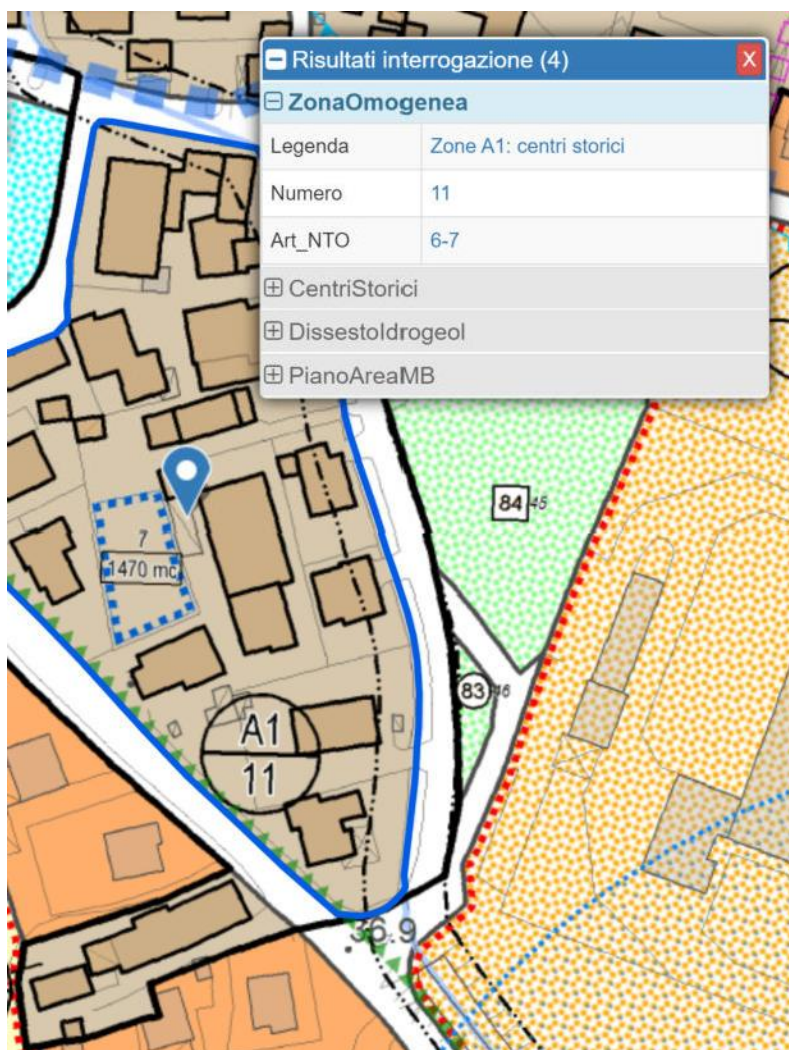 Risultati interrogazione (4)
X
ZonaOmogenea
Legenda Zone A1: centri storici
Numero 11
Art_NTO 6-7
CentriStorici
DissestoIdrogeol
PianoAreaMB
84 45
7
1470 mc
83 46
A1
11
36.9